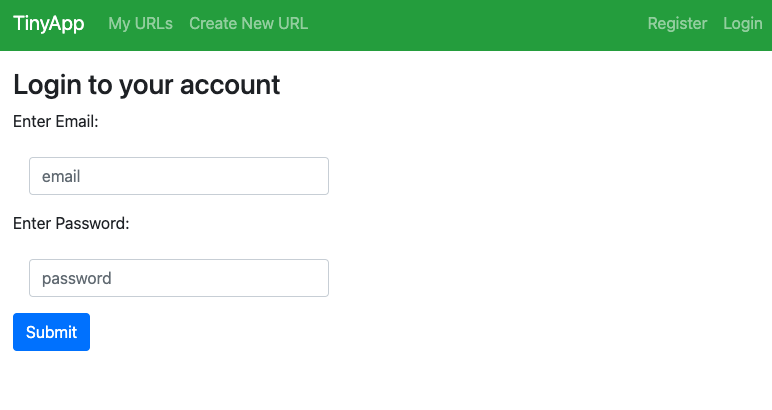 TinyApp My URLs Create New URL Register Login
Login to your account
Enter Email:
email
Enter Password:
password
Submit